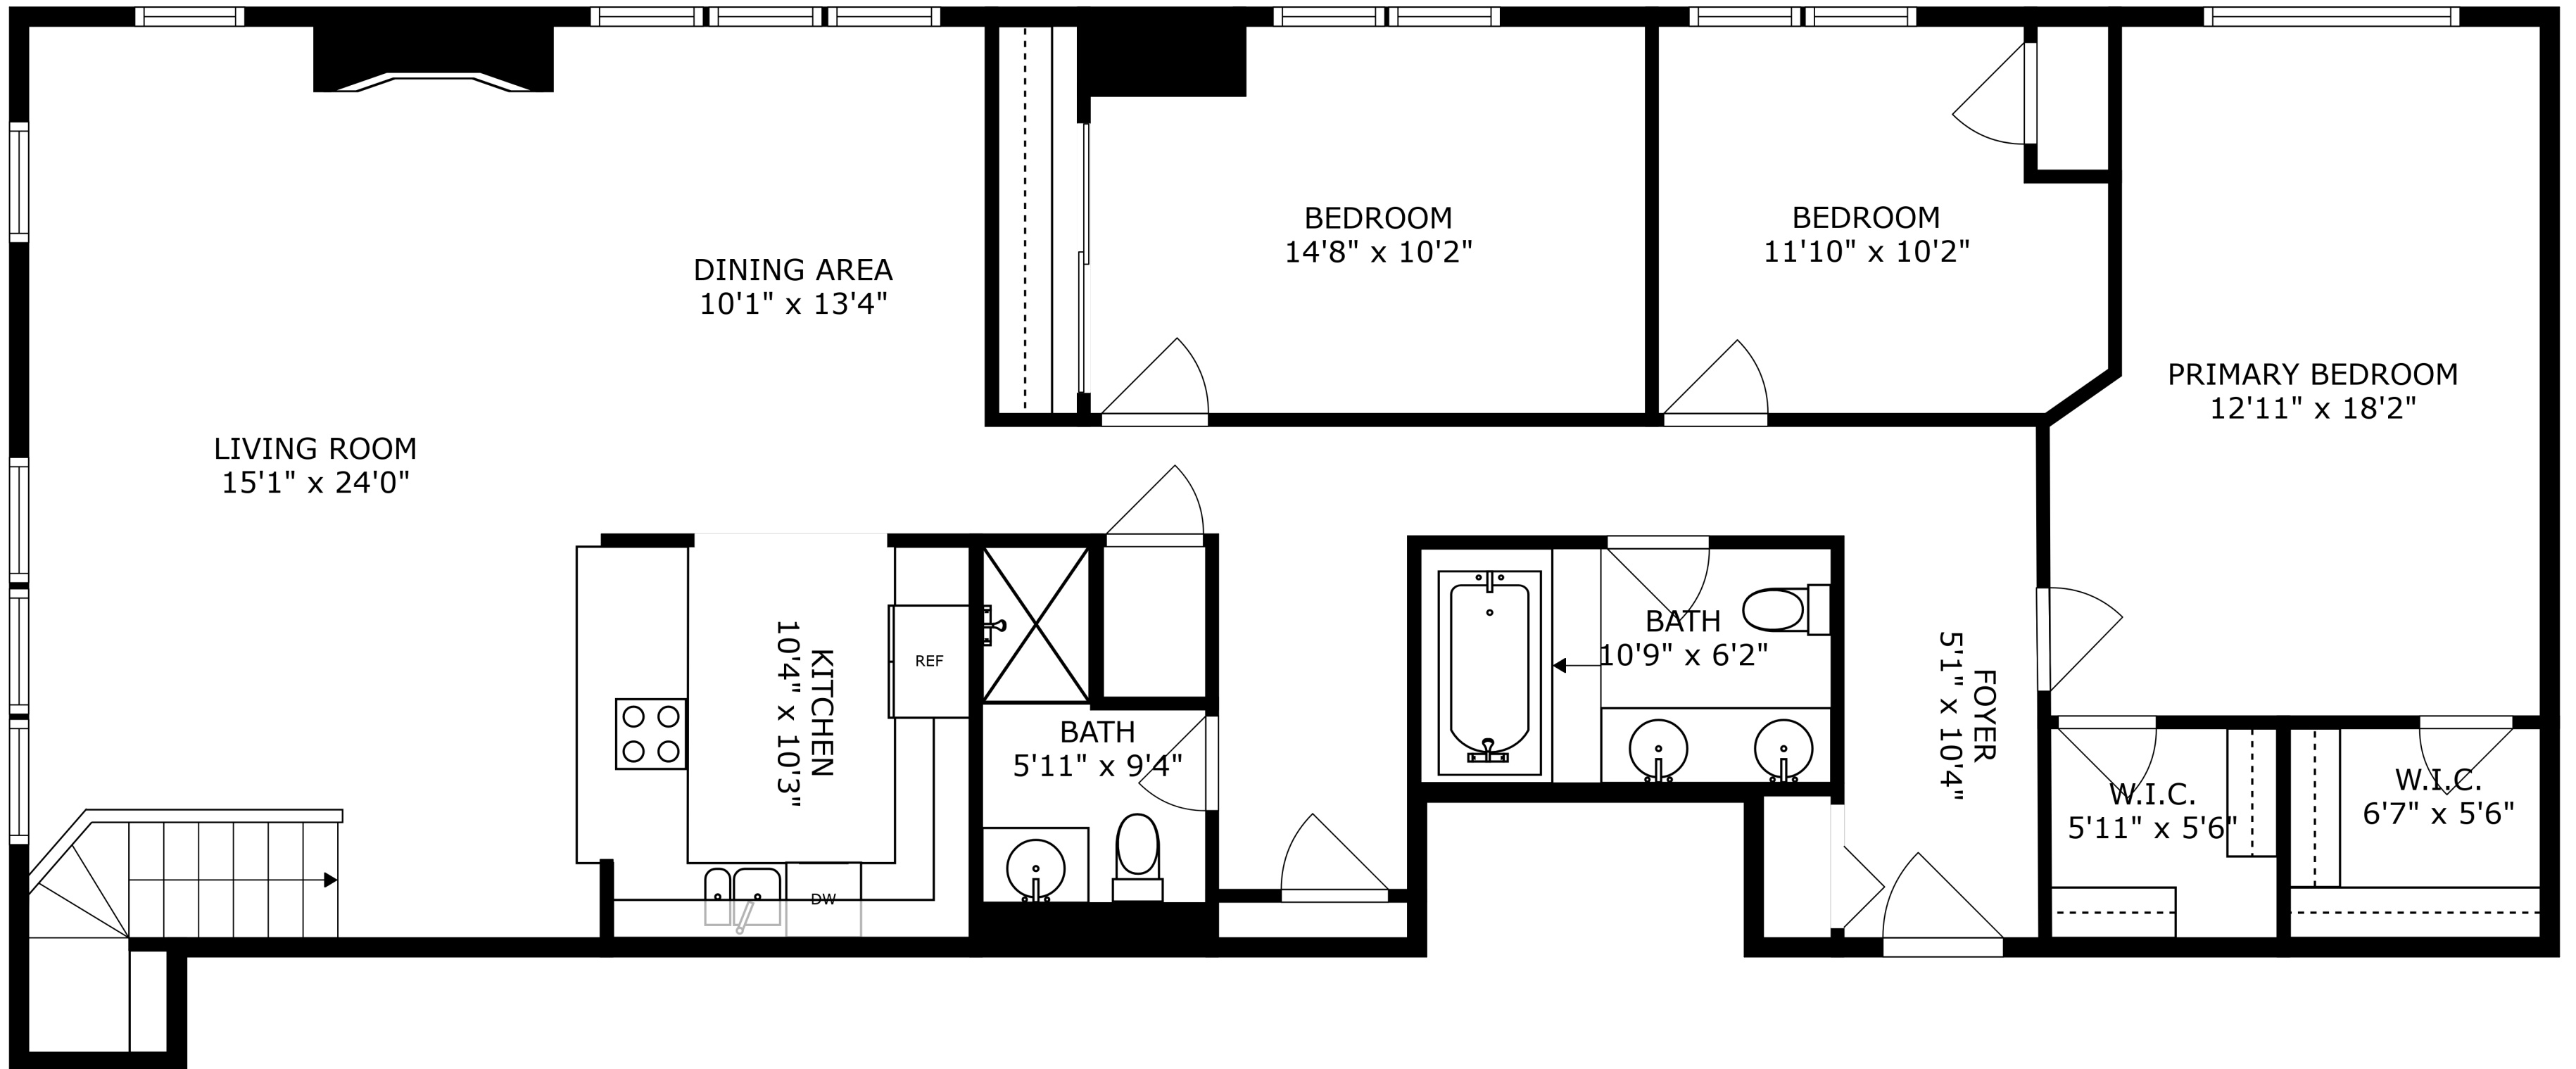 BEDROOM
14'8" x 10'2"
BEDROOM
11'10" x 10'2"
DINING AREA
10'1" x 13'4"
PRIMARY BEDROOM
12'11" x 18'2"
LIVING ROOM
15'1" x 24'0"
KITCHEN
10'4" x 10'3"
REF
BATH
10'9" x 6'2"
FOYER
5'1" x 10'4"
BATH
5'11" x 9'4"
W.I.C.
5'11" x 5'6"
W.I.C.
6'7" x 5'6"
DW